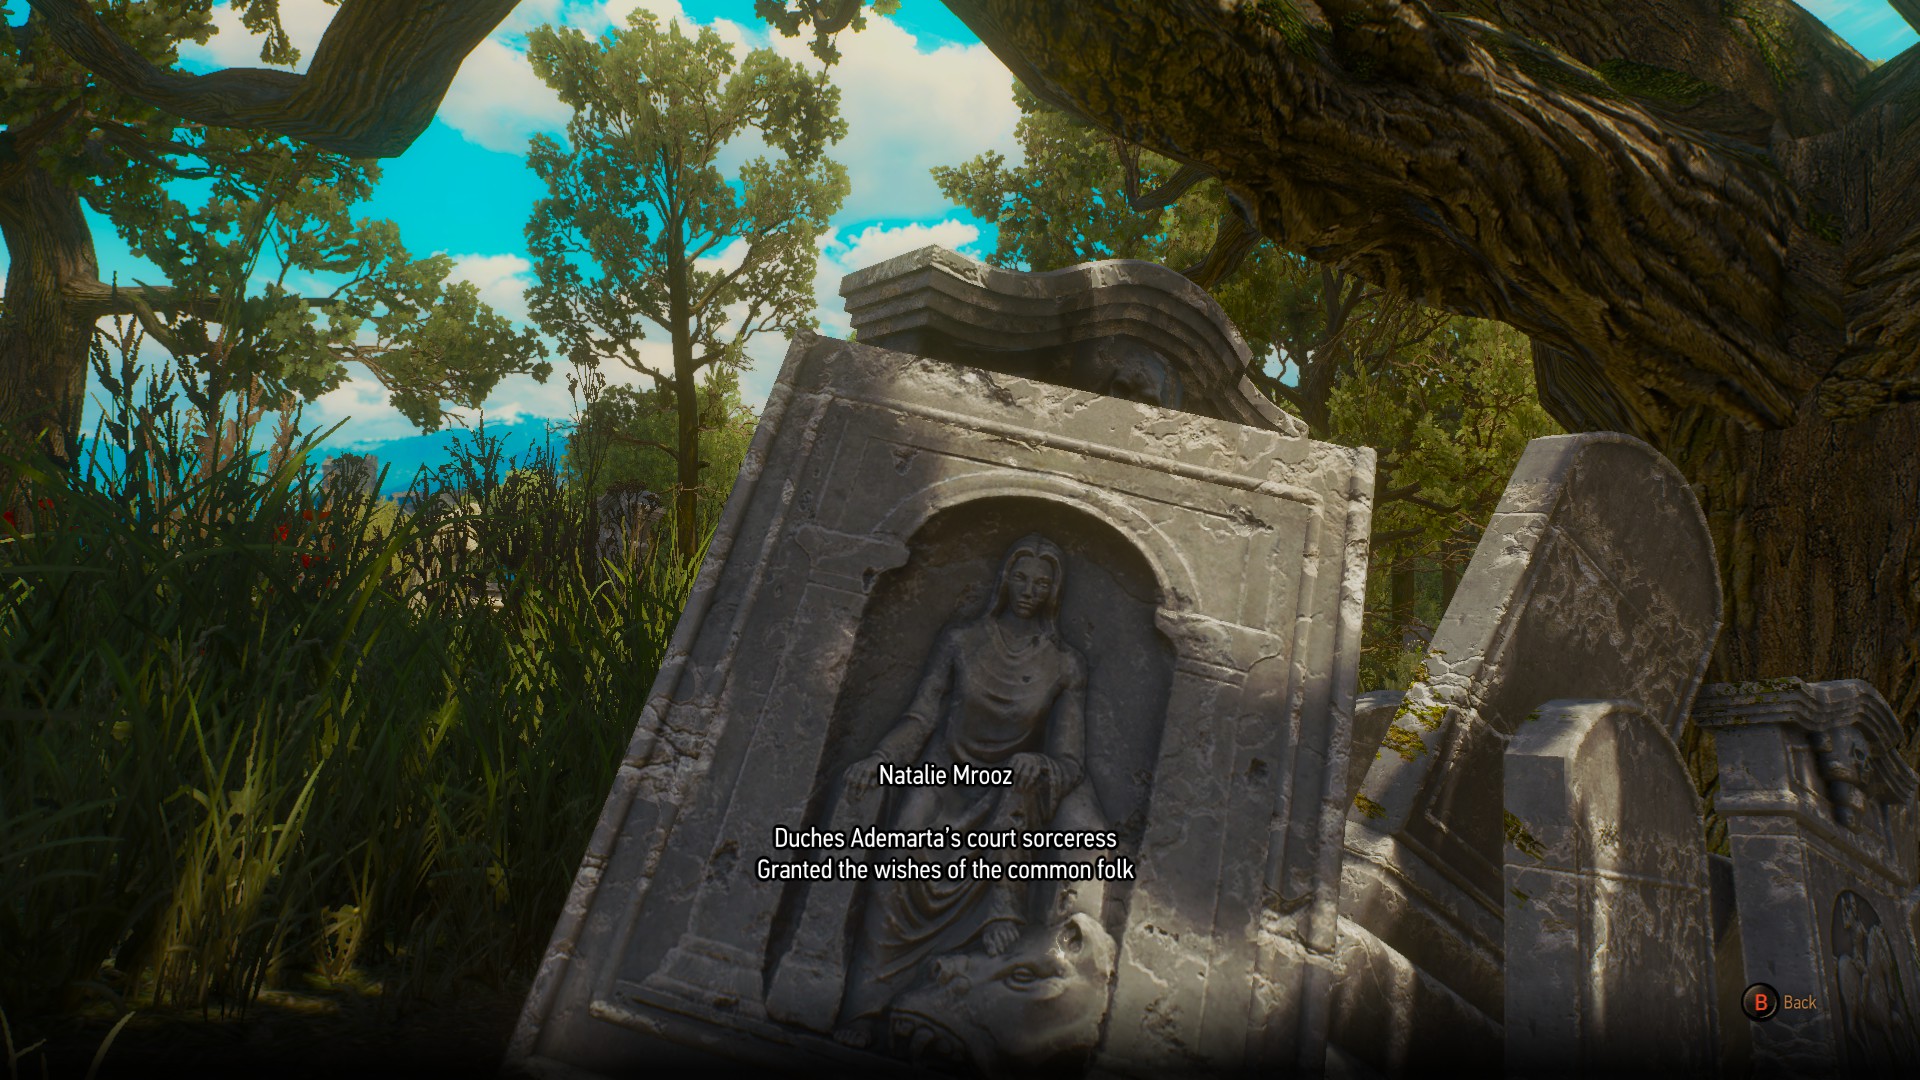 Natalie Mrooz
Duches Ademarta's court sorceress
Granted the wishes of the common folk
B Back